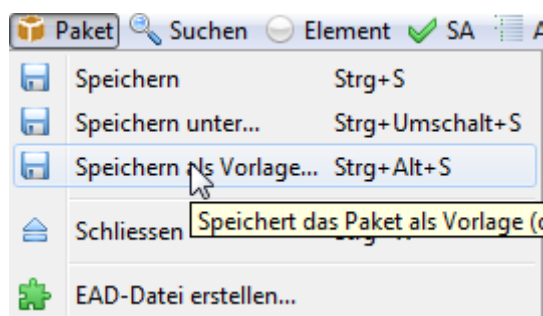 Paket Suchen Element SA
Speichern Strg+S
Speichern unter... Strg+Umschalt+S
Speichern als Vorlage... Strg+Alt+S
Speichert das Paket als Vorlage (
Schliessen
EAD-Datei erstellen...